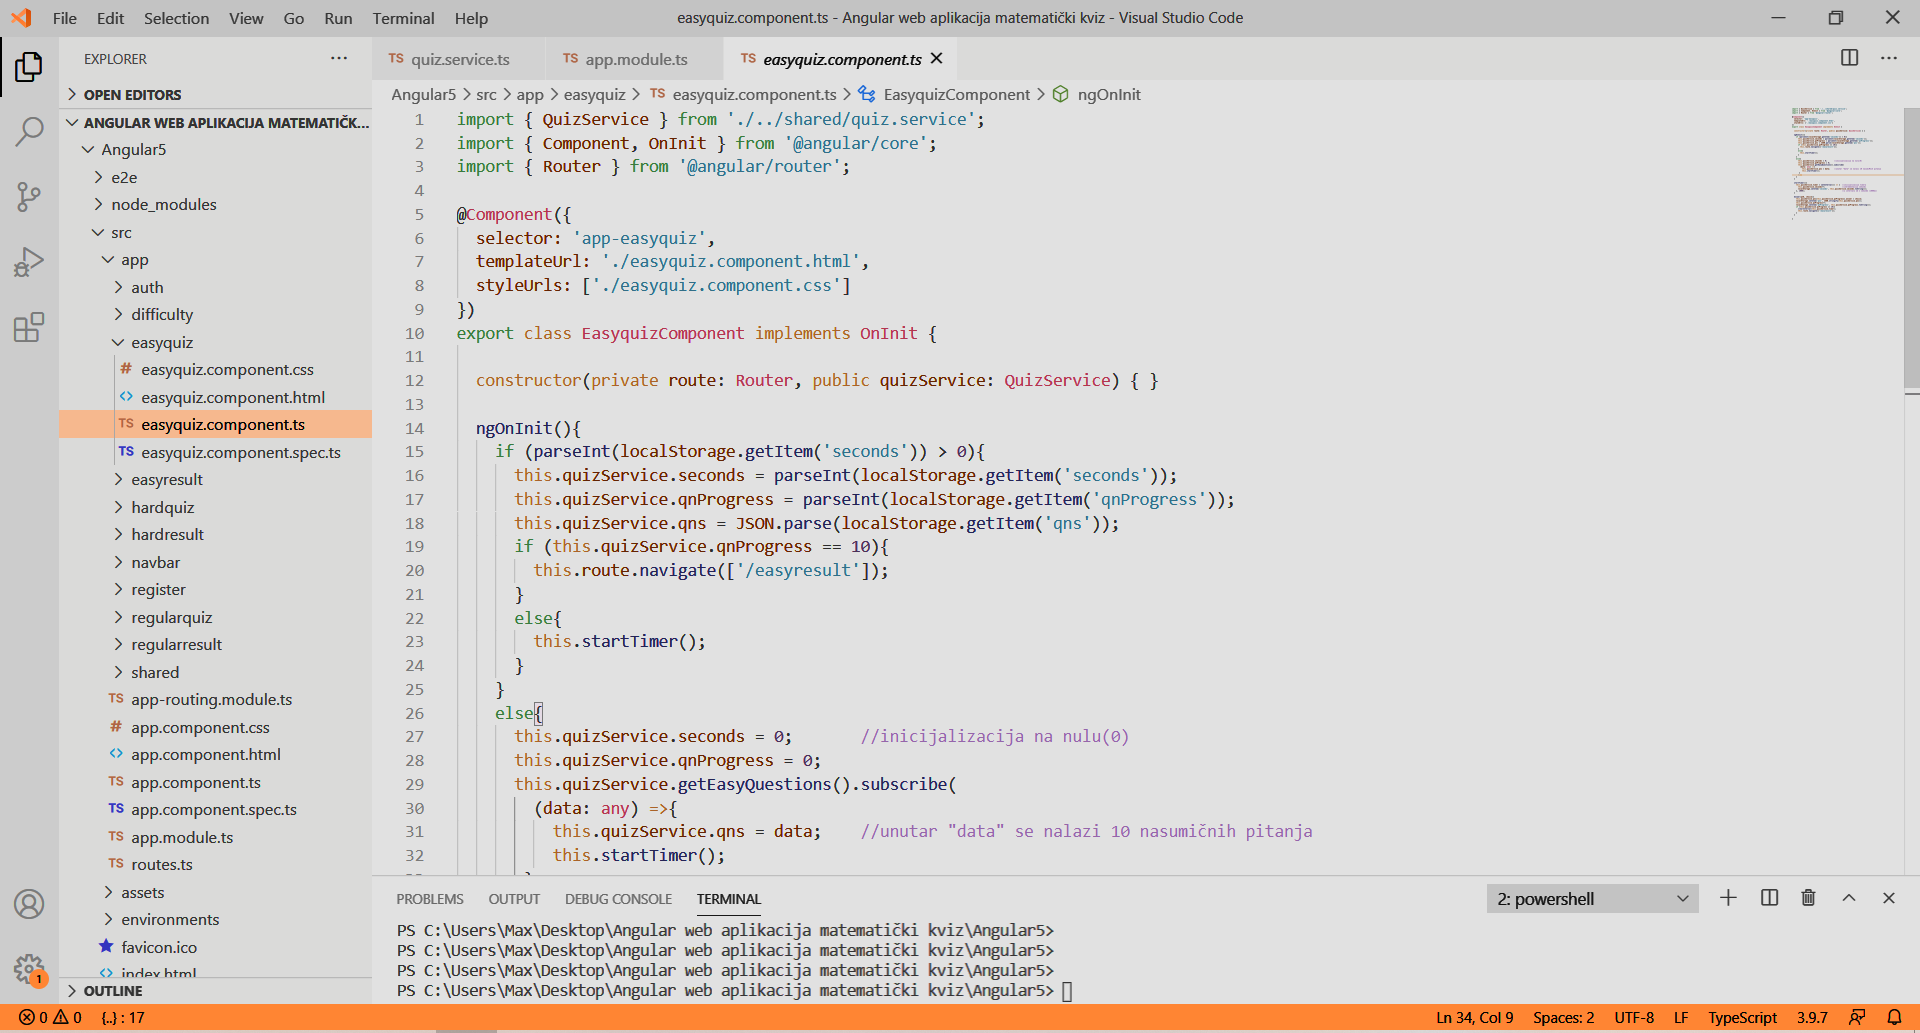 File Edit Selection View Go Run Terminal Help easyquiz.component.ts - Angular web aplikacija matematički kviz - Visual Studio Code
EXPLORER ···
OPEN EDITORS
ANGULAR WEB APLIKACIJA MATEMATIČK...
Angular5
e2e
node_modules
src
app
auth
difficulty
easyquiz
# easyquiz.component.css
<> easyquiz.component.html
TS easyquiz.component.ts
TS easyquiz.component.spec.ts
easyresult
hardquiz
hardresult
navbar
register
regularquiz
regularresult
shared
TS app-routing.module.ts
# app.component.css
<> app.component.html
TS app.component.ts
TS app.component.spec.ts
TS app.module.ts
TS routes.ts
assets
environments
favicon.ico
<> index.html
OUTLINE
1
TS quiz.service.ts TS app.module.ts TS easyquiz.component.ts
Angular5 > src > app > easyquiz > TS easyquiz.component.ts > EasyquizComponent > ngOnInit
1 import { QuizService } from './../shared/quiz.service';
2 import { Component, OnInit } from '@angular/core';
3 import { Router } from '@angular/router';
4
5 @Component({
6 selector: 'app-easyquiz',
7 templateUrl: './easyquiz.component.html',
8 styleUrls: ['./easyquiz.component.css']
9 })
10 export class EasyquizComponent implements OnInit {
11
12 constructor(private route: Router, public quizService: QuizService) { }
13
14 ngOnInit(){
15 if (parseInt(localStorage.getItem('seconds')) > 0){
16 this.quizService.seconds = parseInt(localStorage.getItem('seconds'));
17 this.quizService.qnProgress = parseInt(localStorage.getItem('qnProgress'));
18 this.quizService.qns = JSON.parse(localStorage.getItem('qns'));
19 if (this.quizService.qnProgress == 10){
20 this.route.navigate(['/easyresult']);
21 }
22 else{
23 this.startTimer();
24 }
25 }
26 else{
27 this.quizService.seconds = 0; //inicijalizacija na nulu(0)
28 this.quizService.qnProgress = 0;
29 this.quizService.getEasyQuestions().subscribe(
30 (data: any) =>{
31 this.quizService.qns = data; //unutar "data" se nalazi 10 nasumičnih pitanja
32 this.startTimer();
PROBLEMS OUTPUT DEBUG CONSOLE TERMINAL 2: powershell
PS C:\Users\Max\Desktop\Angular web aplikacija matematički kviz\Angular5>
PS C:\Users\Max\Desktop\Angular web aplikacija matematički kviz\Angular5>
PS C:\Users\Max\Desktop\Angular web aplikacija matematički kviz\Angular5>
PS C:\Users\Max\Desktop\Angular web aplikacija matematički kviz\Angular5>
0 0 {..} : 17 Ln 34, Col 9 Spaces: 2 UTF-8 LF TypeScript 3.9.7